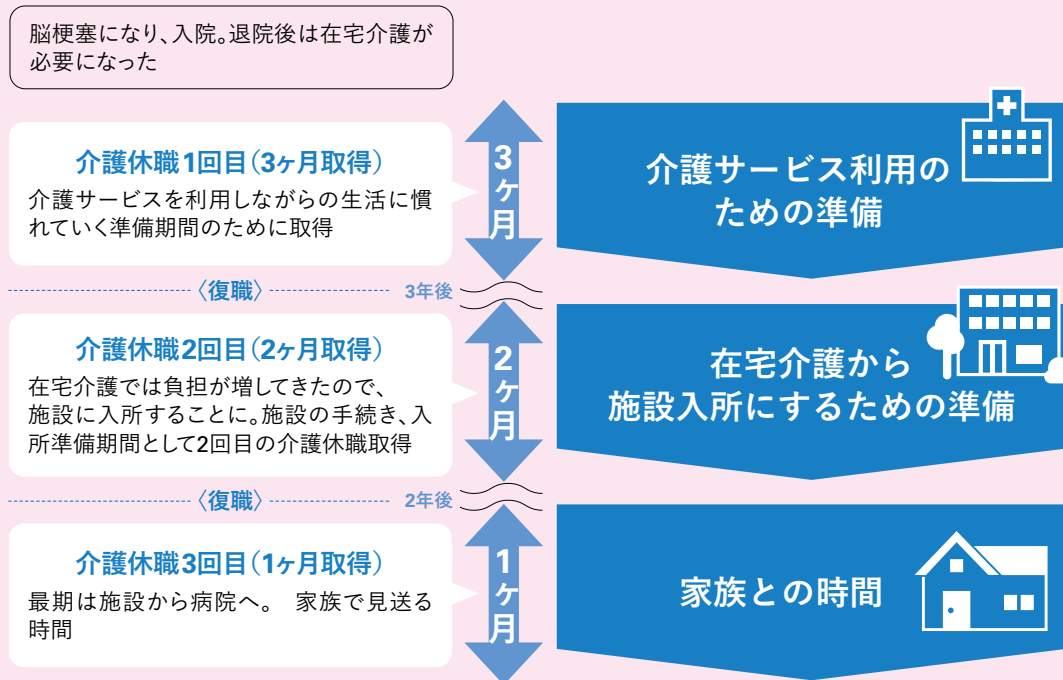 脳梗塞になり、入院。退院後は在宅介護が
必要になった
介護休職1回目（3ヶ月取得）
介護サービスを利用しながらの生活に慣
れていく準備期間のために取得
3ヶ月
介護サービス利用の
ための準備
〈復職〉
3年後
介護休職2回目（2ヶ月取得）
在宅介護では負担が増してきたので、
施設に入所することに。施設の手続き、入
所準備期間として2回目の介護休職取得
2ヶ月
在宅介護から
施設入所にするための準備
〈復職〉
2年後
介護休職3回目（1ヶ月取得）
最期は施設から病院へ。　家族で見送る
時間
1ヶ月
家族との時間